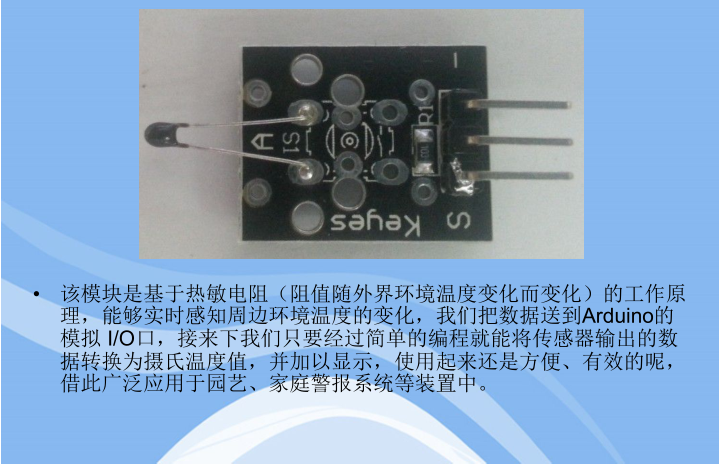 —
R1
S1
Keyes
S
• 该模块是基于热敏电阻（阻值随外界环境温度变化而变化）的工作原
理，能够实时感知周边环境温度的变化，我们把数据送到Arduino的
模拟 I/O口，接来下我们只要经过简单的编程就能将传感器输出的数
据转换为摄氏温度值，并加以显示，使用起来还是方便、有效的呢，
借此广泛应用于园艺、家庭警报系统等装置中。